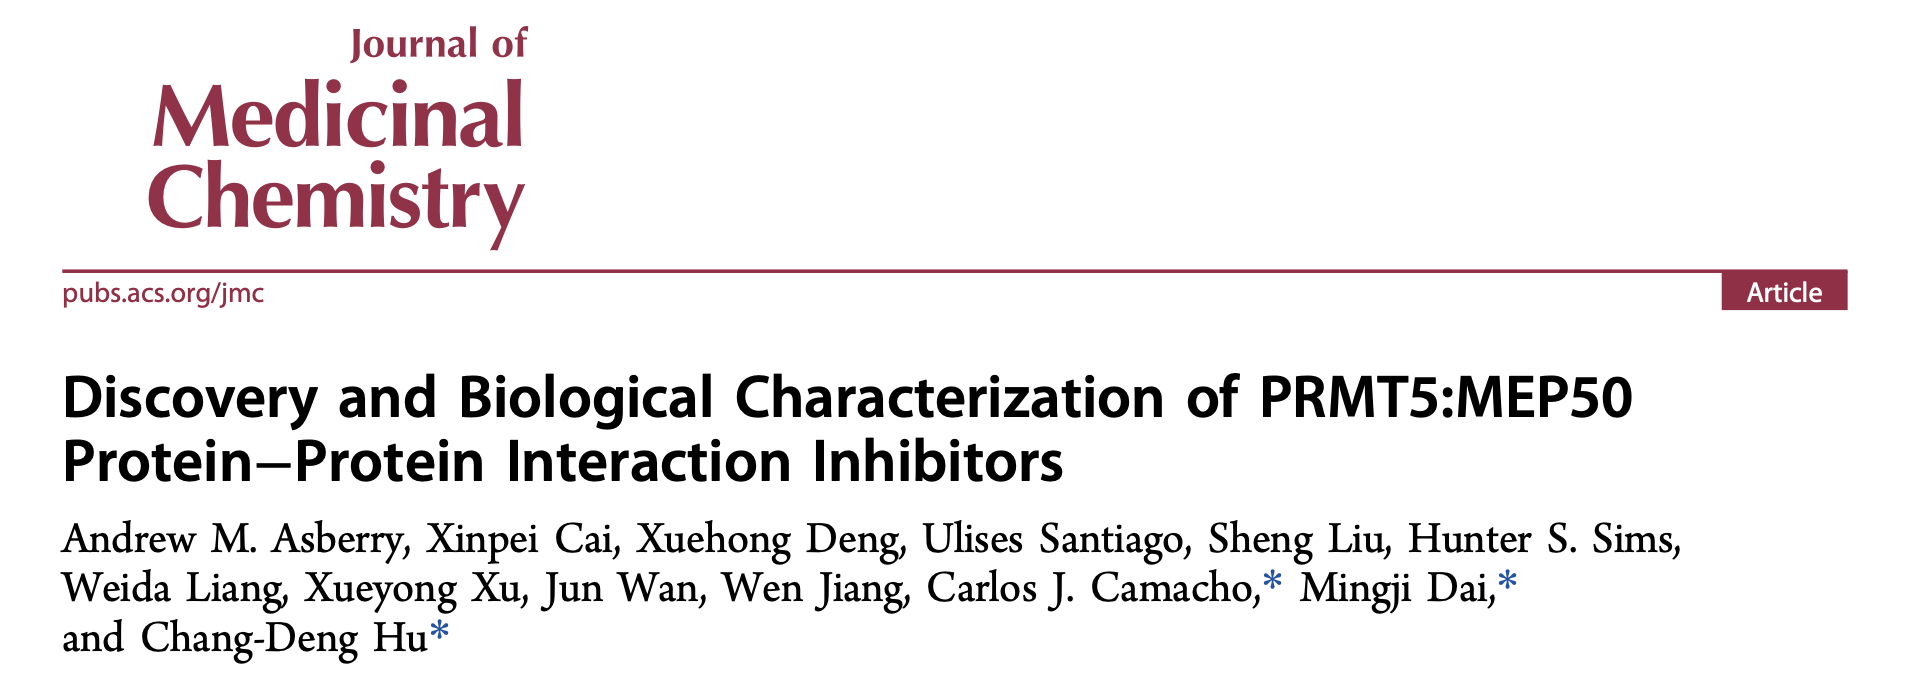 Journal of
Medicinal
Chemistry
pubs.acs.org/jmc
Article
Discovery and Biological Characterization of PRMT5:MEP50
Protein−Protein Interaction Inhibitors
Andrew M. Asberry, Xinpei Cai, Xuehong Deng, Ulises Santiago, Sheng Liu, Hunter S. Sims,
Weida Liang, Xueyong Xu, Jun Wan, Wen Jiang, Carlos J. Camacho,* Mingji Dai,*
and Chang-Deng Hu*